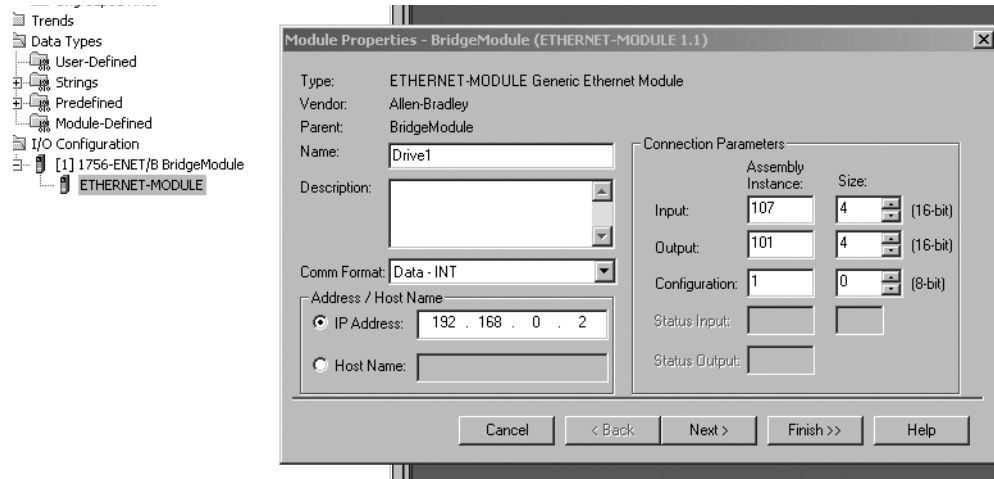 Trends
Data Types
User-Defined
Strings
Predefined
Module-Defined
I/O Configuration
[1] 1756-ENET/B BridgeModule
ETHERNET-MODULE
Module Properties - BridgeModule (ETHERNET-MODULE 1.1)
Type: ETHERNET-MODULE Generic Ethernet Module
Vendor: Allen-Bradley
Parent: BridgeModule
Name: Drive1
Description:
Comm Format: Data - INT
Address / Host Name
IP Address: 192 . 168 . 0 . 2
Host Name:
Connection Parameters
Assembly
Instance: Size:
Input: 107 4 (16-bit)
Output: 101 4 (16-bit)
Configuration: 1 0 (8-bit)
Status Input:
Status Output:
Cancel < Back Next > Finish >> Help